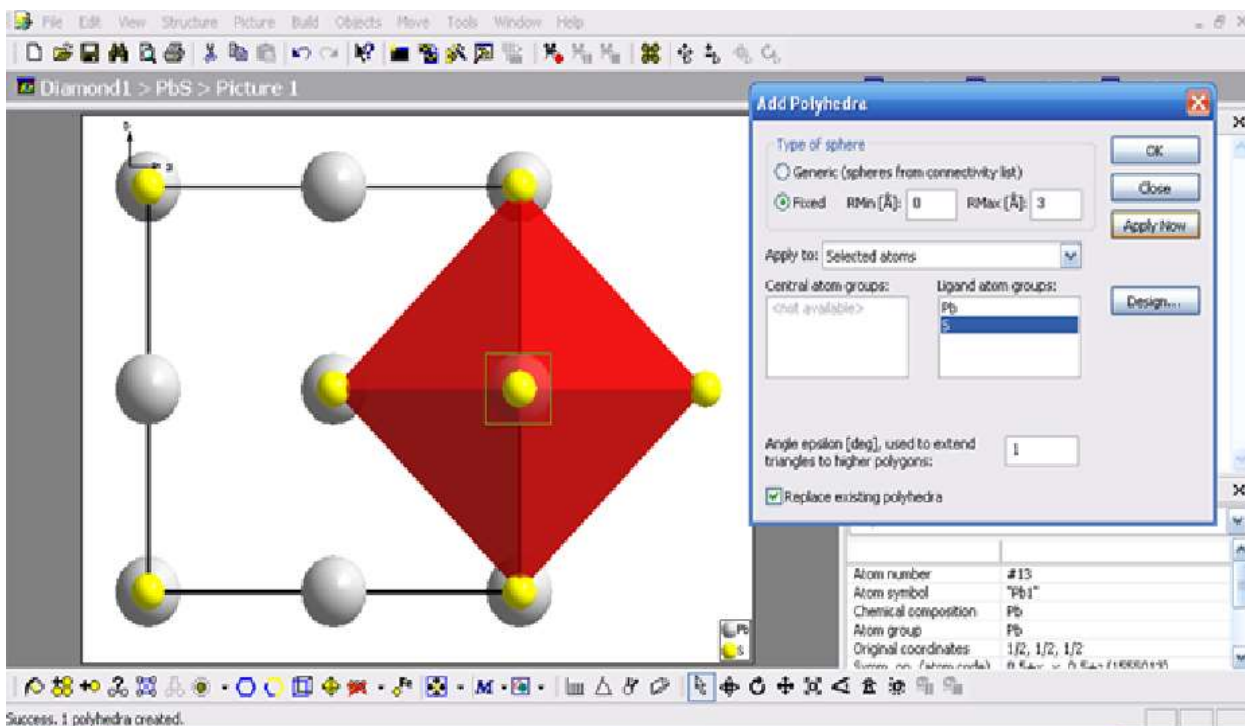 File Edit View Structure Picture Build Objects Move Tools Window Help
Diamond1 > PbS > Picture 1
b
a
Pb
S
Add Polyhedra
Type of sphere
Generic (spheres from connectivity list)
Fixed RMin [Å]: 0 RMax [Å]: 3
Apply to: Selected atoms
Central atom groups: Ligand atom groups:
<not available>
Pb
S
Angle epsilon [deg], used to extend
triangles to higher polygons:
1
Replace existing polyhedra
OK
Close
Apply Now
Design...
Atom number #13
Atom symbol "Pb1"
Chemical composition Pb
Atom group Pb
Original coordinates 1/2, 1/2, 1/2
Symm. op. (atom code)
Success. 1 polyhedra created.